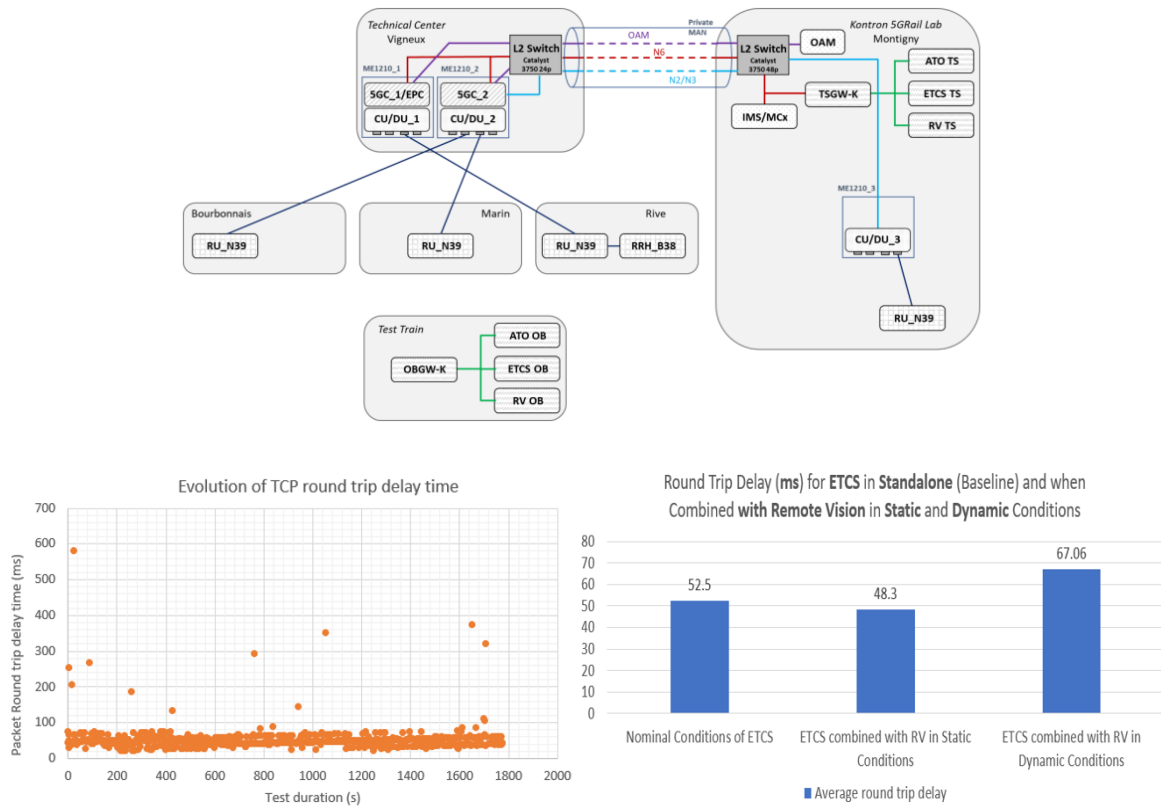 Technical Center
Vigneux
ME1210_1
ME1210_2
5GC_1/EPC
5GC_2
CU/DU_1
CU/DU_2
L2 Switch
Catalyst
3750 24p
Private
MAN
OAM
N6
N2/N3
Kontron 5GRail Lab
Montigny
L2 Switch
Catalyst
3750 48p
OAM
IMS/MCx
TSGW-K
ATO TS
ETCS TS
RV TS
ME1210_3
CU/DU_3
RU_N39
Bourbonnais
RU_N39
Marin
RU_N39
Rive
RU_N39
RRH_B38
Test Train
OBGW-K
ATO OB
ETCS OB
RV OB
Evolution of TCP round trip delay time
Packet Round trip delay time (ms)
700
600
500
400
300
200
100
0
0 200 400 600 800 1000 1200 1400 1600 1800 2000
Test duration (s)
Round Trip Delay (ms) for ETCS in Standalone (Baseline) and when
Combined with Remote Vision in Static and Dynamic Conditions
80
70
60
50
40
30
20
10
0
52.5
48.3
67.06
Nominal Conditions of ETCS
ETCS combined with RV in Static
Conditions
ETCS combined with RV in
Dynamic Conditions
Average round trip delay